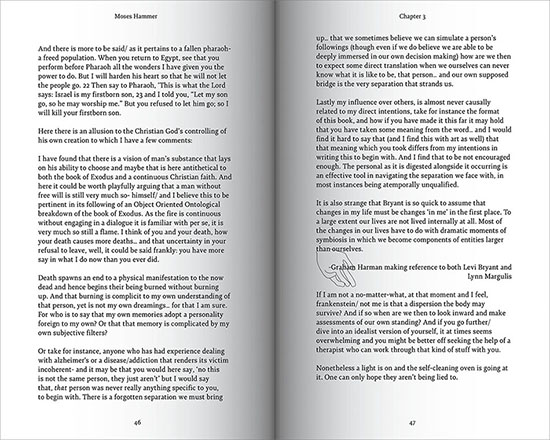 Moses Hammer
And there is more to be said/ as it pertains to a fallen pharaoh-
a freed population. When you return to Egypt, see that you
perform before Pharaoh all the wonders I have given you the
power to do. But I will harden his heart so that he will not let
the people go. 22 Then say to Pharaoh, "This is what the Lord
says: Israel is my firstborn son, 23 and I told you, "Let my son
go, so he may worship me." But you refused to let him go; so I
will kill your firstborn son.
Here there is an allusion to the Christian God's controlling of
his own creation to which I have a few comments:
I have found that there is a vision of man's substance that lays
on his ability to choose and maybe that is here antithetical to
both the book of Exodus and a continuous Christian faith. And
here it could be worth playfully arguing that a man without
free will is still very much so- himself/ and I believe this to be
pertinent in its following of an Object Oriented Ontological
breakdown of the book of Exodus. As the fire is continuous
without engaging in a dialogue it is familiar with per se, it is
very much so still a flame. I think of you and your death, how
your death causes more deaths.. and that uncertainty in your
refusal to leave, well, it could be said frankly: you have more
say in what I do now than you ever did.
Death spawns an end to a physical manifestation to the now
dead and hence begins their being burned without burning
up. And that burning is complicit to my own understanding of
that person, yet is not my own dreamings.. for that I am sure.
For who is to say that my own memories adopt a personality
foreign to my own? Or that that memory is complicated by my
own subjective filters?
Or take for instance, anyone who has had experience dealing
with alzheimer's or a disease/addiction that renders its victim
incoherent- and it may be that you would here say, 'no this
is not the same person, they just aren't' but I would say
that, that person was never really anything specific to you,
to begin with. There is a forgotten separation we must bring
46
Chapter 3
up.. that we sometimes believe we can simulate a person's
followings (though even if we do believe we are able to be
deeply immersed in our own decision making) how are we then
to expect some direct translation when we ourselves can never
know what it is like to be, that person.. and our own supposed
bridge is the very separation that strands us.
Lastly my influence over others, is almost never causally
related to my direct intentions, take for instance the format
of this book, and how if you have made it this far it may hold
that you have taken some meaning from the word.. and I would
find it hard to say that (and I find this with art as well) that
that meaning which you took differs from my intentions in
writing this to begin with. And I find that to be not encouraged
enough. The personal as it is digested alongside it occurring is
an effective tool in navigating the separation we face with, in
most instances being atemporally unqualified.
It is also strange that Bryant is so quick to assume that
changes in my life must be changes 'in me' in the first place. To
a large extent our lives are not lived internally at all. Most of
the changes in our lives have to do with dramatic moments of
symbiosis in which we become components of entities larger
than ourselves.
-Graham Harman making reference to both Levi Bryant and
Lynn Margulis
If I am not a no-matter-what, at that moment and I feel,
frankenstein/ not me is that a dispersion the body may
survive? And if so when are we then to look inward and make
assessments of our own standing? And if you go further/
dive into an idealist version of yourself, it at times seems
overwhelming and you might be better off seeking the help of a
therapist who can work through that kind of stuff with you.
Nonetheless a light is on and the self-cleaning oven is going at
it. One can only hope they aren't being lied to.
47